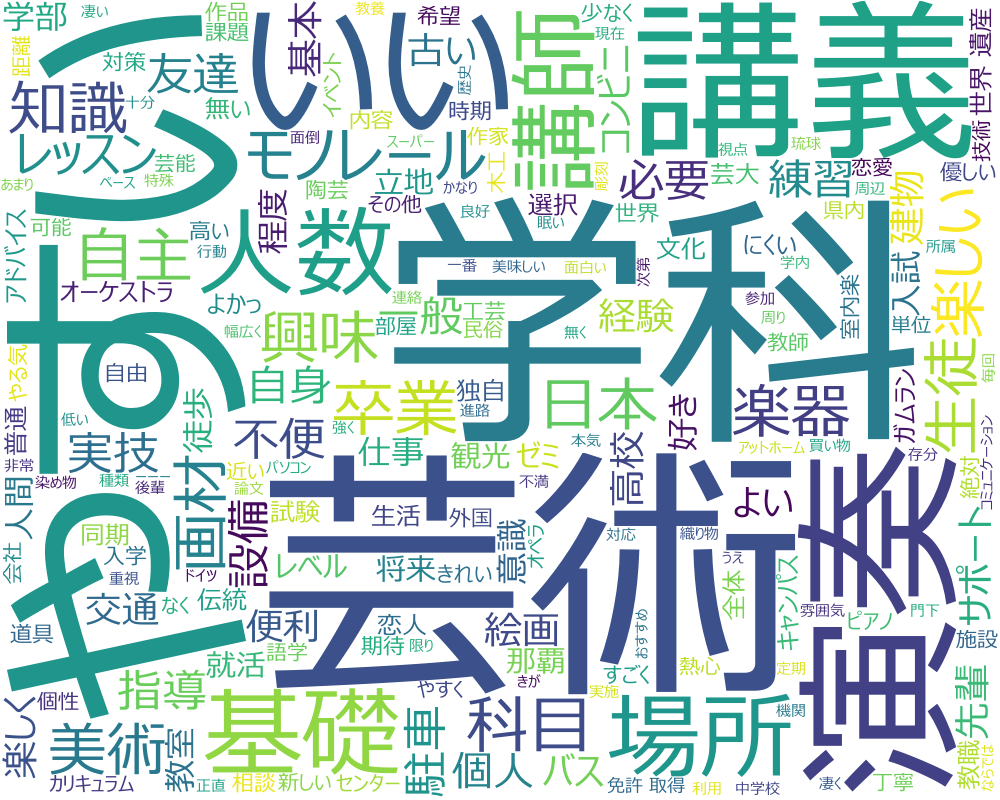 凄い
作品
教養
希望
少なく
学部
課題
現在
講義
距離
対策
友達
いい
基本
古い
講師
コンビニ
世界
遺産
知識
十分
無い
イベント
歴史
時期
技術
面倒
内容
レッスン
芸能
モノレール
スーパー
作家
視点
琉球
あまり
ペース
特殊
陶芸
立地
かなり
木工
彫刻
必要
芸大
練習
恋愛
優しい
やすい
その他
選択
周辺
可能
高い
程度
良好
眠い
世界
県内
建物
アドバイス
行動
自主
人数
学科
文化
にくい
所属
オーケストラ
一番
美味しい
面白い
次第
学内
楽しい
よかっ
連絡
参加
室内楽
入試
幅広く
部屋
一般
工芸
民俗
無く
経験
周り
単位
興味
教師
やる気
自由
自身
卒業
独自
日本
楽器
生徒
毎回
普通
低い
徒歩
強く
進路
好き
ガムラン
不便
仕事
本気
アットホーム
買い物
非常
実技
観光
ゼミ
高校
存分
コミュニケーション
染め物
種類
後輩
近い
パソコン
不満
絶対
人間
論文
画材
設備
試験
生活
外国
芸術
よい
演奏
サポート
会社
同期
意識
オペラ
対応
織り物
入学
重視
ドイツ
レベル
将来
きれい
うえ
交通
なく
伝統
全体
キャンパス
雰囲気
道具
便利
恋人
絵画
おすすめ
ピアノ
門下
施設
就活
語学
期待
限り
那覇
すごく
熱心
定期
楽しく
個性
指導
やすく
きが
実施
先輩
美術
教室
基礎
駐車
科目
場所
機関
教職
ならでは
カリキュラム
正直
相談
新しい
センター
個人
バス
免許
取得
利用
中学校
凄く
丁寧